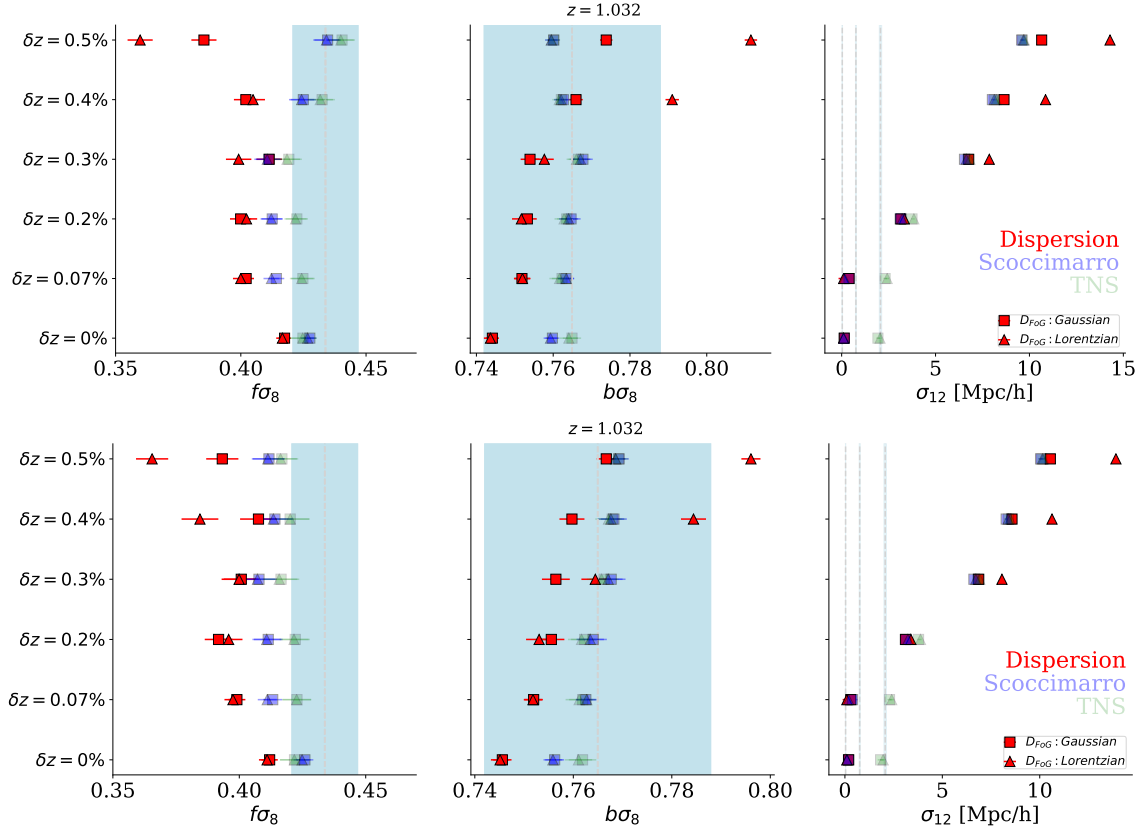 z = 1.032
δz = 0.5%
δz = 0.4%
δz = 0.3%
δz = 0.2%
δz = 0.07%
δz = 0%
Dispersion
Scoccimarro
TNS
D_FoG : Gaussian
D_FoG : Lorentzian
0.35 0.40 0.45
0.74 0.76 0.78 0.80
0 5 10 15
fσ₈
bσ₈
σ₁₂ [Mpc/h]
z = 1.032
δz = 0.5%
δz = 0.4%
δz = 0.3%
δz = 0.2%
δz = 0.07%
δz = 0%
Dispersion
Scoccimarro
TNS
D_FoG : Gaussian
D_FoG : Lorentzian
0.35 0.40 0.45
0.74 0.76 0.78 0.80
0 5 10
fσ₈
bσ₈
σ₁₂ [Mpc/h]